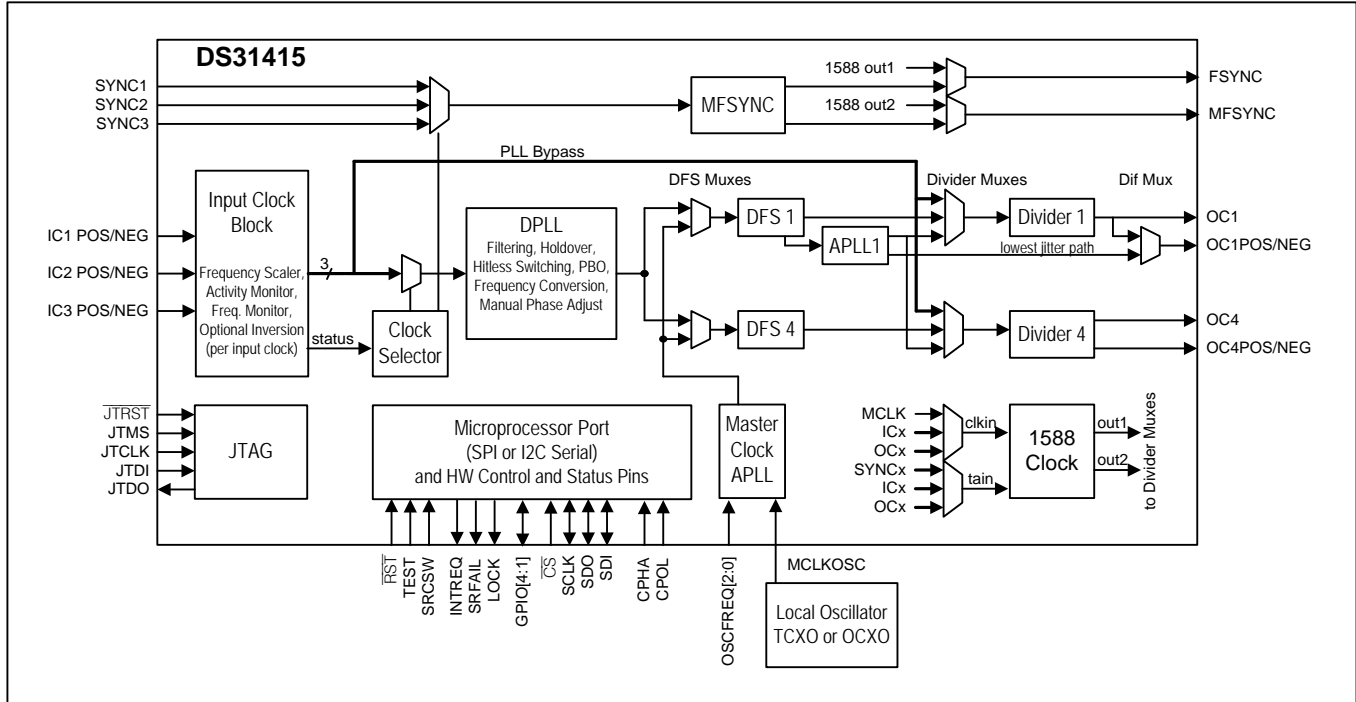 DS31415
SYNC1
SYNC2
SYNC3
MFSYNC
1588 out1
1588 out2
FSYNC
MFSYNC
PLL Bypass
DFS Muxes
Divider Muxes
Dif Mux
Input Clock
Block
Frequency Scaler,
Activity Monitor,
Freq. Monitor,
Optional Inversion
(per input clock)
IC1 POS/NEG
IC2 POS/NEG
IC3 POS/NEG
3
status
Clock
Selector
DPLL
Filtering, Holdover,
Hitless Switching, PBO,
Frequency Conversion,
Manual Phase Adjust
DFS 1
APLL1
lowest jitter path
Divider 1
OC1
OC1POS/NEG
DFS 4
Divider 4
OC4
OC4POS/NEG
JTRST
JTMS
JTCLK
JTDI
JTDO
JTAG
Microprocessor Port
(SPI or I2C Serial)
and HW Control and Status Pins
Master
Clock
APLL
MCLK
ICx
OCx
SYNCx
ICx
OCx
clkin
tain
1588
Clock
out1
out2
to Divider Muxes
RST
TEST
SRCSW
INTREQ
SRFAIL
LOCK
GPIO[4:1]
CS
SCLK
SDO
SDI
CPHA
CPOL
OSCFREQ[2:0]
MCLKOSC
Local Oscillator
TCXO or OCXO